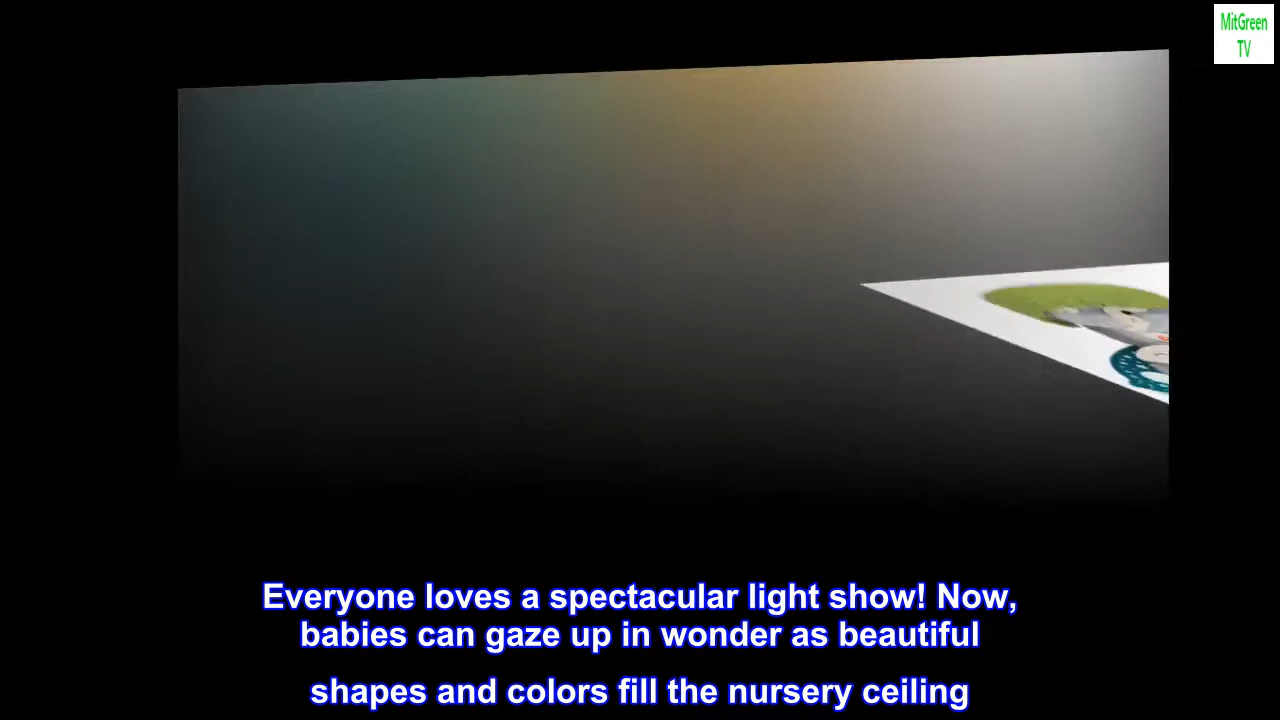 MitGreen
TV
Everyone loves a spectacular light show! Now,
babies can gaze up in wonder as beautiful
shapes and colors fill the nursery ceiling